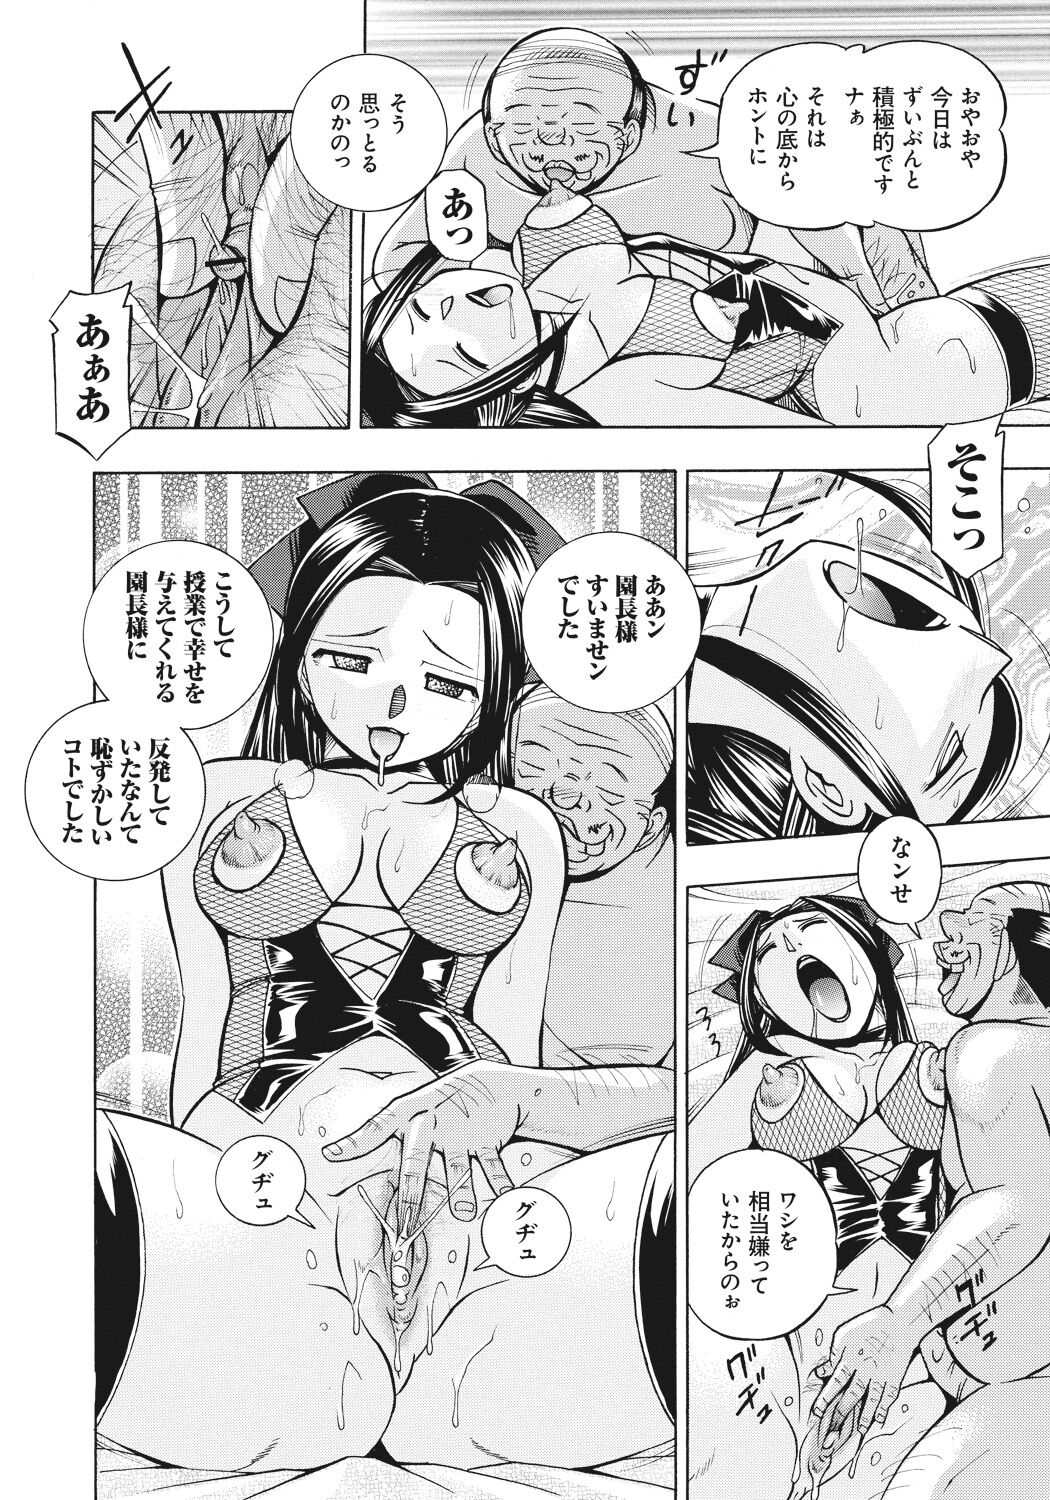 おやおや
今日は
ずいぶんと
積極的です
ナぁ
それは
心の底から
ホントに
ずい
あっ
そう
思っとる
のかのっ
あぁぁ
そこっ
なンせ
ワシを
相当嫌って
いたからのぉ
グヂュ
グヂュ
ああン
園長様
すいませン
でした
こうして
授業で幸せを
与えてくれる
園長様に
反発して
いたなんて
恥ずかしい
コトでした
グヂュ
グヂュ